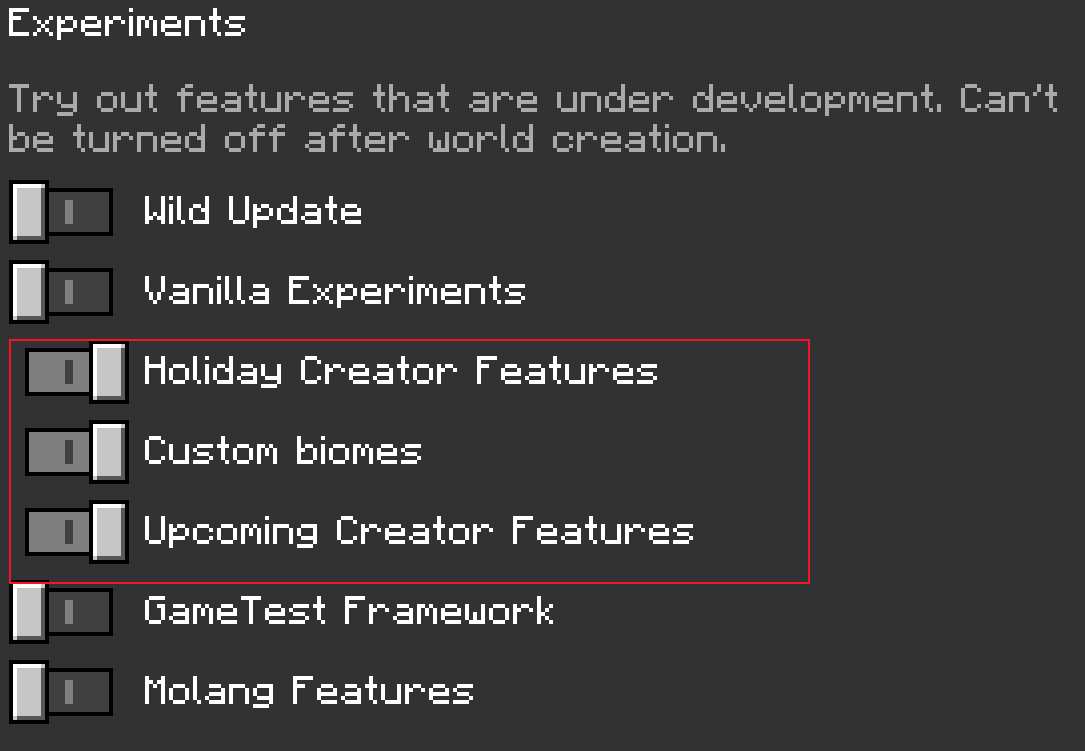 Experiments
Try out features that are under development. Can't
be turned off after world creation.
Wild Update
Vanilla Experiments
Holiday Creator Features
Custom biomes
Upcoming Creator Features
GameTest Framework
Molang Features